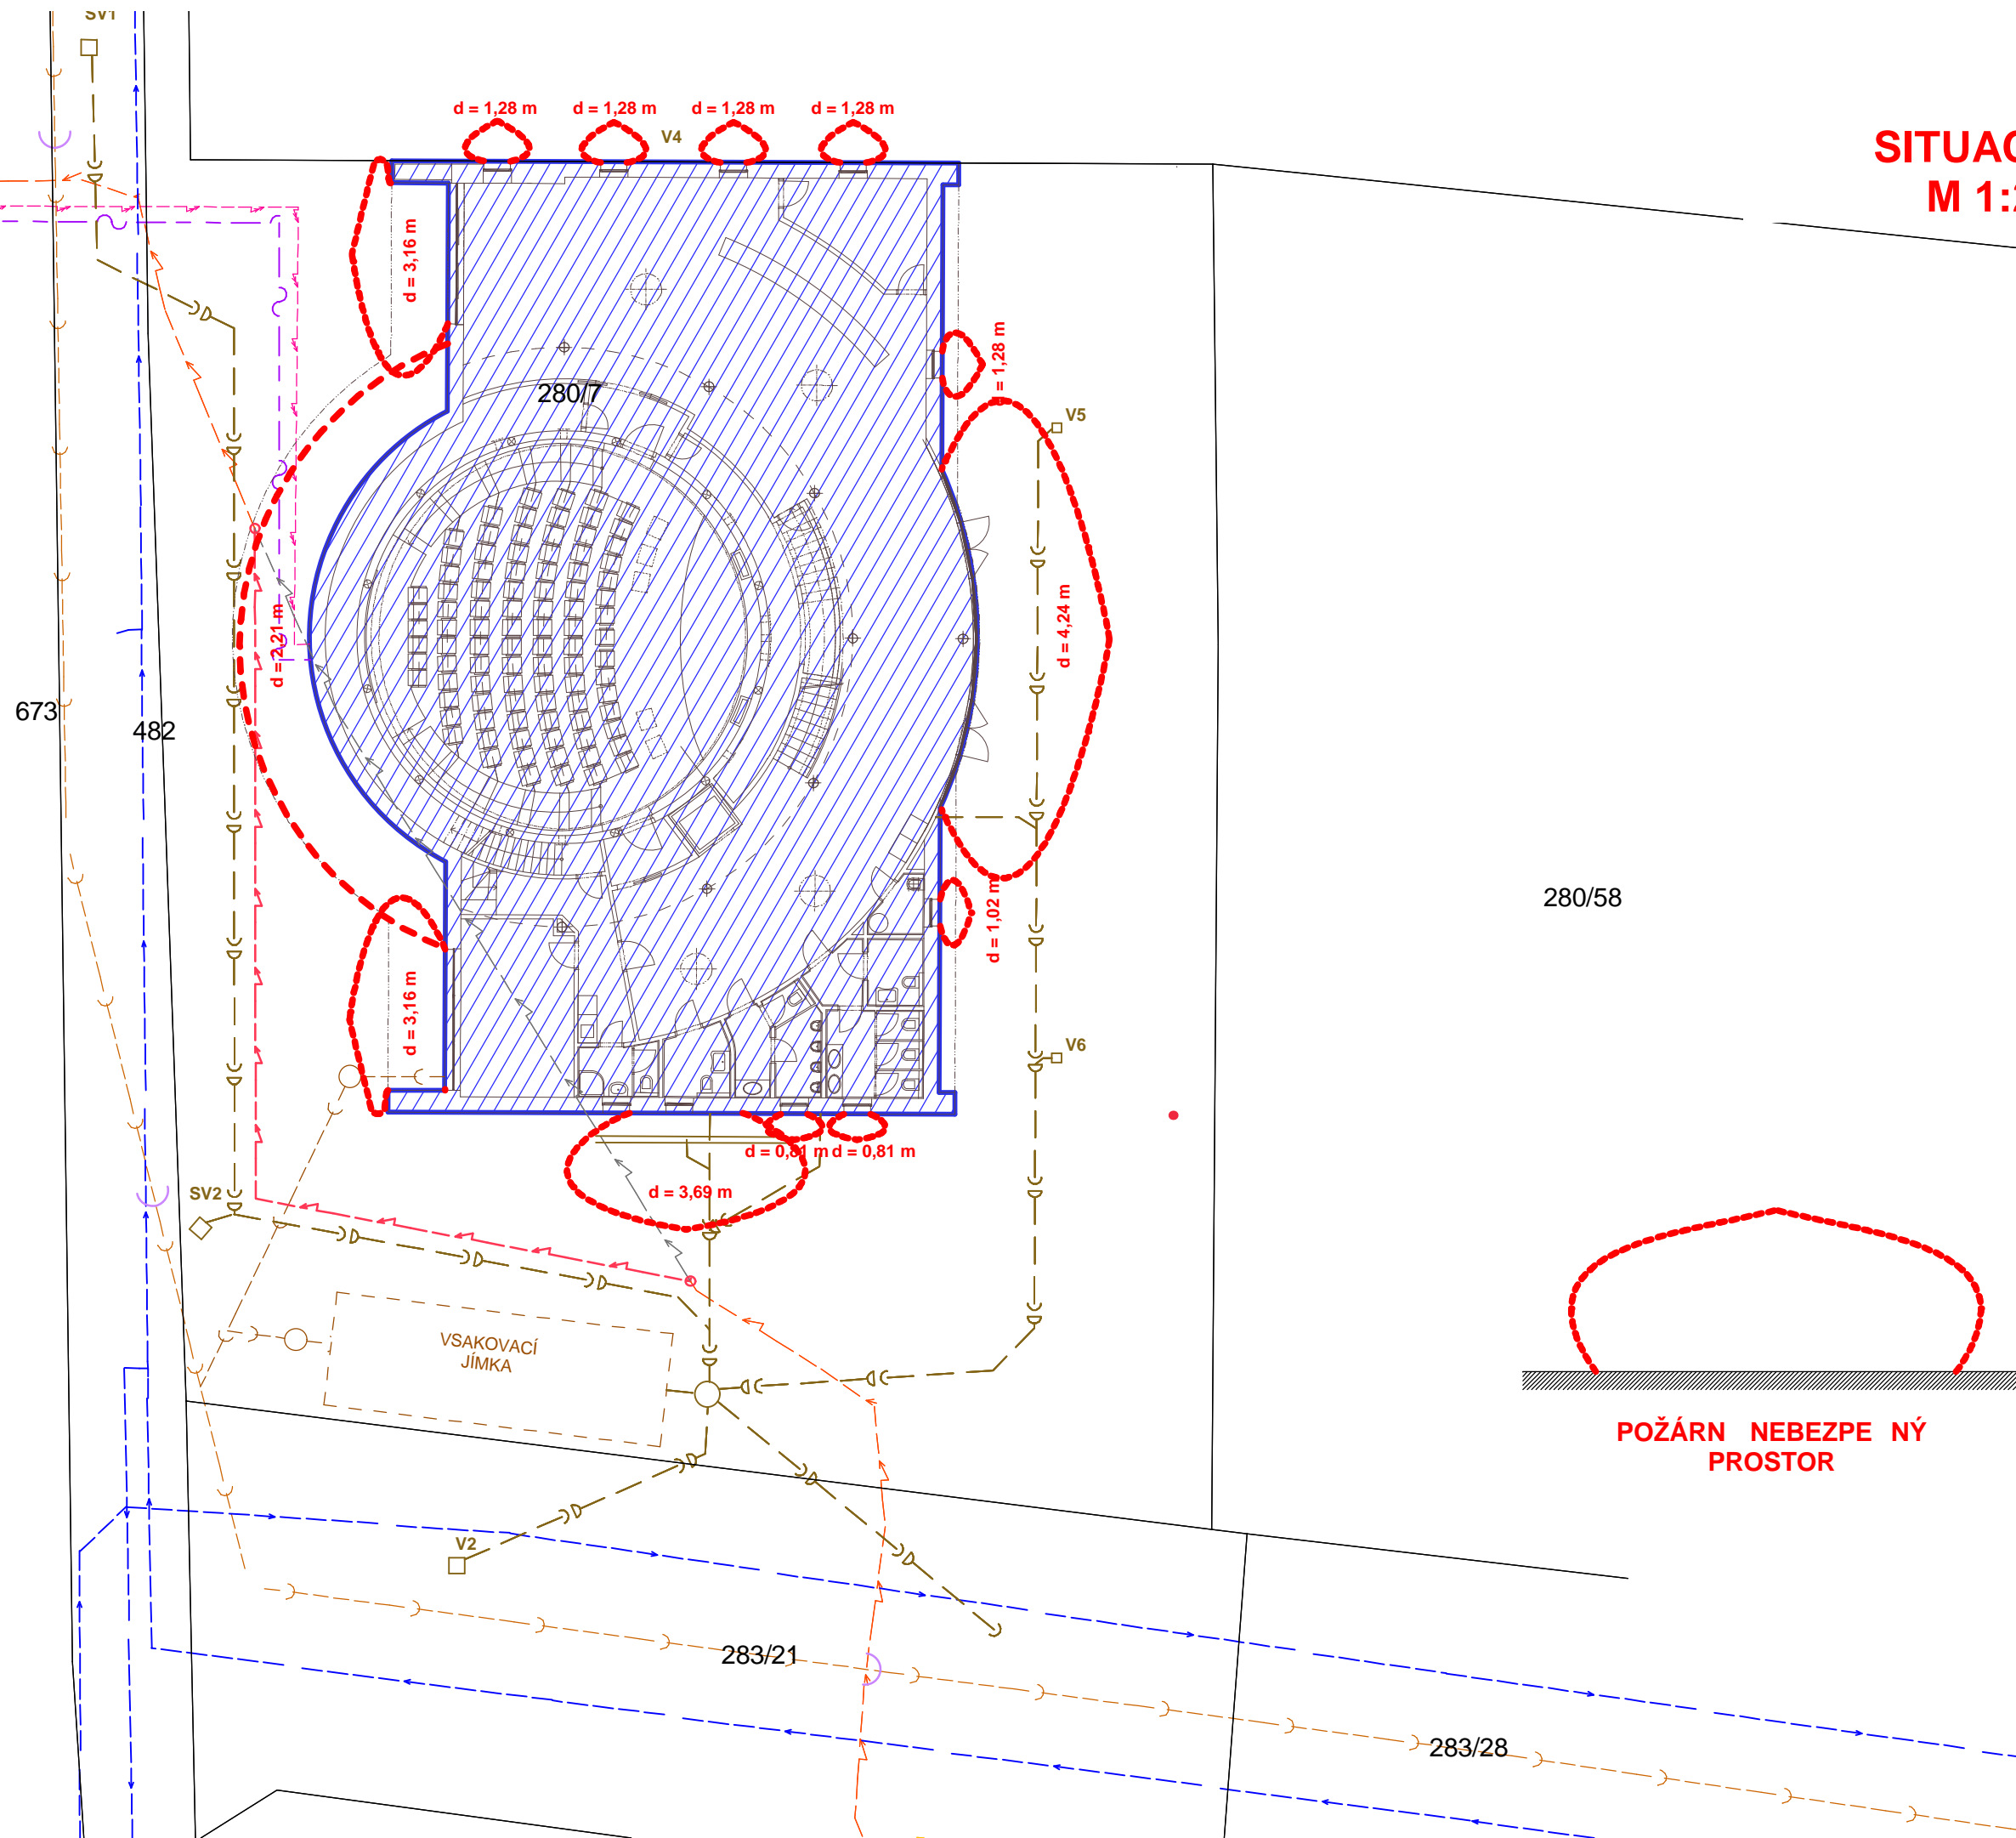 SV1
d = 1,28 m
d = 1,28 m
d = 1,28 m
d = 1,28 m
V4
SITUAC
M 1:2
d = 3,16 m
= 1,28 m
280/7
V5
d = 2,21 m
d = 4,24 m
673
482
280/58
d = 1,02 m
d = 3,16 m
V6
d = 0,81 m
d = 0,81 m
SV2
d = 3,69 m
VSAKOVACÍ
JÍMKA
POŽÁRN NEBEZPE NÝ
PROSTOR
V2
283/21
283/28